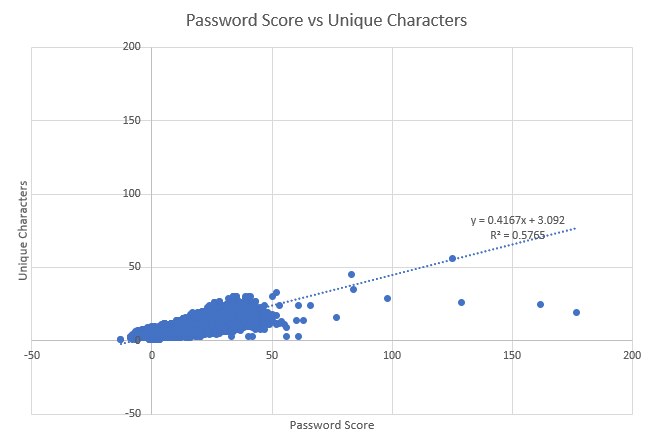 Password Score vs Unique Characters
200
150
100
50
0
-50
-50
0
50
100
150
200
Unique Characters
Password Score
y = 0.4167x + 3.092
R² = 0.5765